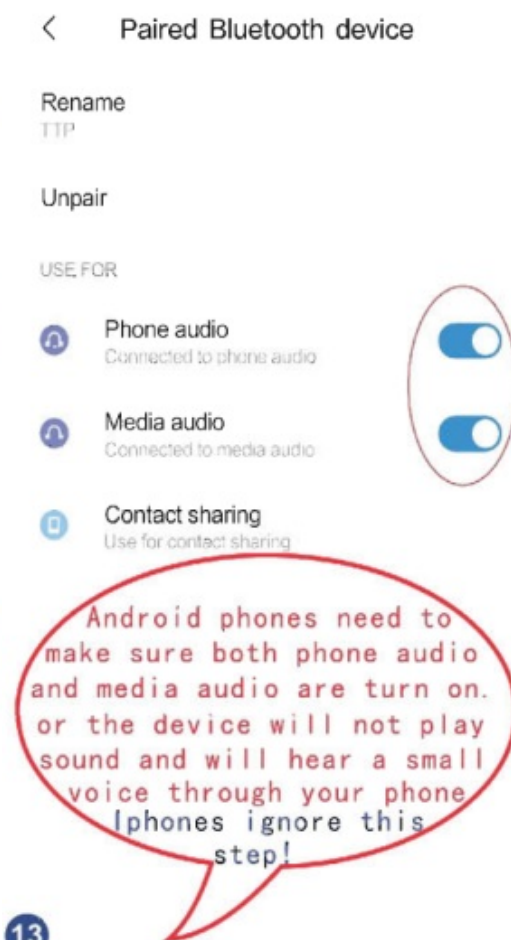 Paired Bluetooth device
Rename
TTP
Unpair
USE FOR
Phone audio
Connected to phone audio
Media audio
Connected to media audio
Contact sharing
Use for contact sharing
Android phones need to
make sure both phone audio
and media audio are turn on.
or the device will not play
sound and will hear a small
voice through your phone
Iphones ignore this
step!
13